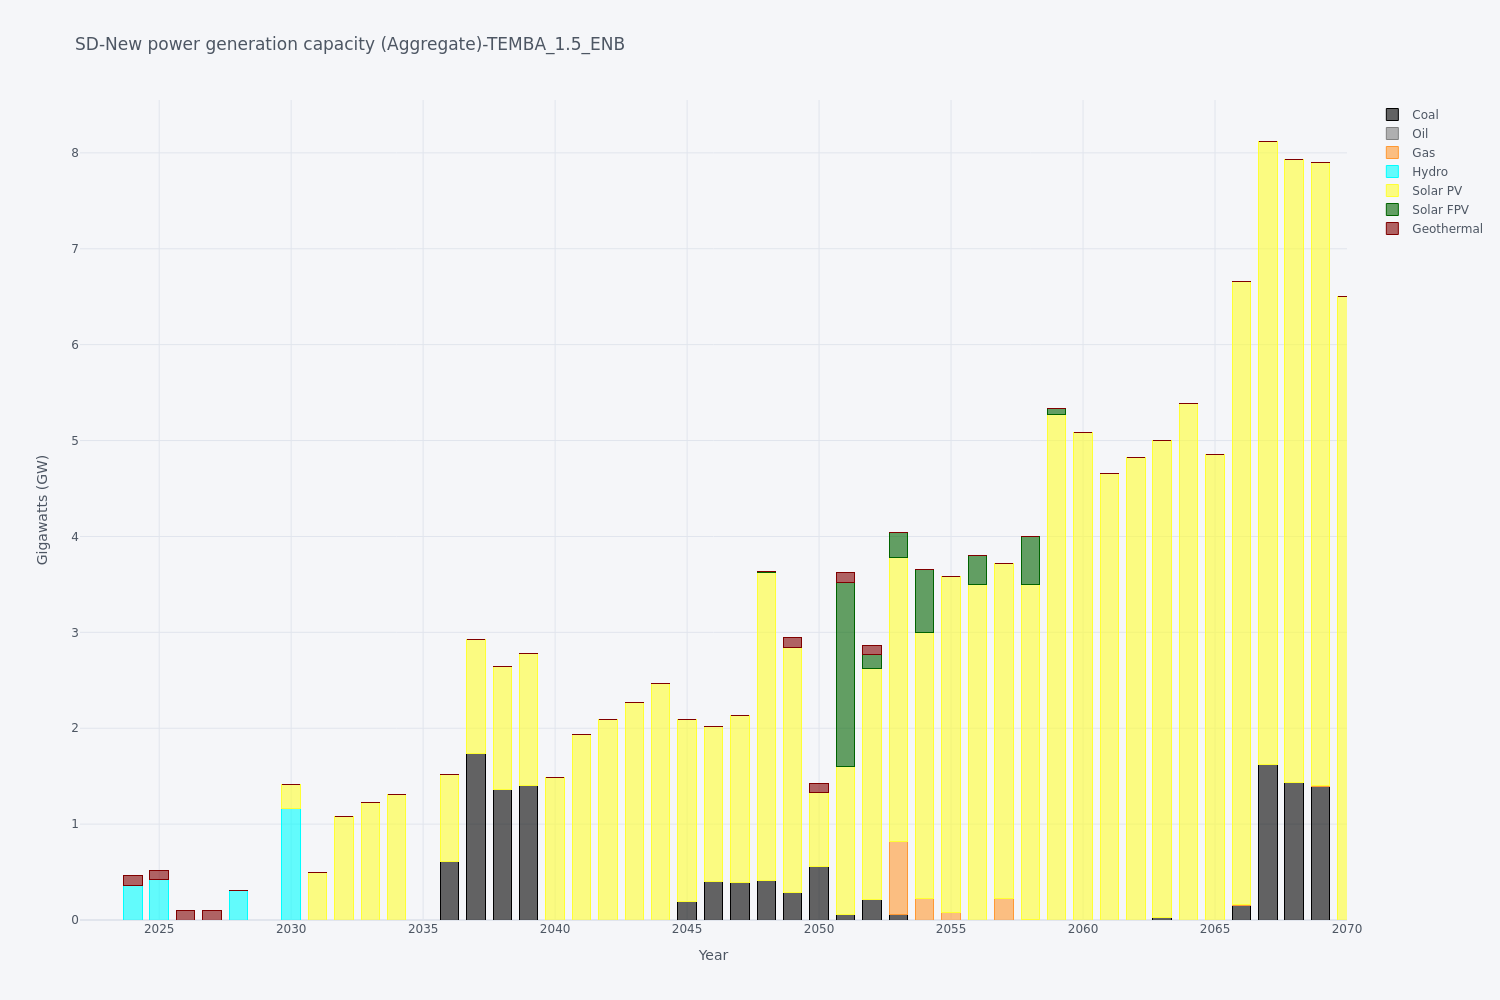 SD-New power generation capacity (Aggregate)-TEMBA_1.5_ENB
Coal
Oil
Gas
Hydro
Solar PV
Solar FPV
Geothermal
8
7
6
5
4
3
2
1
0
Gigawatts (GW)
2025
2030
2035
2040
2045
2050
2055
2060
2065
2070
Year